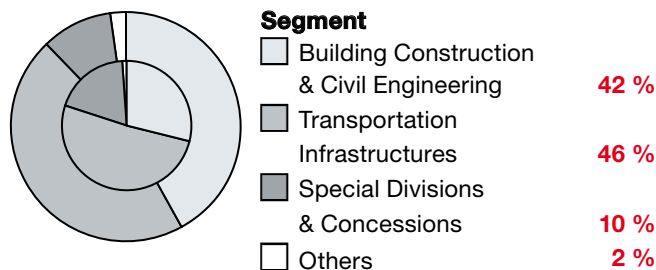 Segment
Building Construction
& Civil Engineering 42 %
Transportation
Infrastructures 46 %
Special Divisions
& Concessions 10 %
Others 2 %